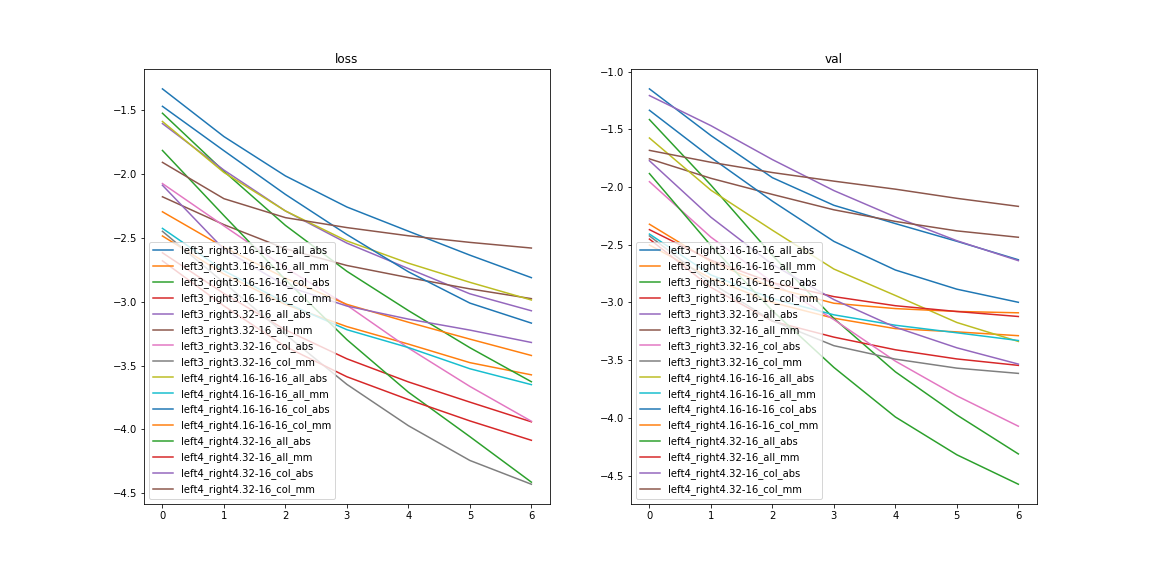 loss
−1.5
−2.0
−2.5
−3.0
−3.5
−4.0
−4.5
left3_right3.16-16-16_all_abs
left3_right3.16-16-16_all_mm
left3_right3.16-16-16_col_abs
left3_right3.16-16-16_col_mm
left3_right3.32-16_all_abs
left3_right3.32-16_all_mm
left3_right3.32-16_col_abs
left3_right3.32-16_col_mm
left4_right4.16-16-16_all_abs
left4_right4.16-16-16_all_mm
left4_right4.16-16-16_col_abs
left4_right4.16-16-16_col_mm
left4_right4.32-16_all_abs
left4_right4.32-16_all_mm
left4_right4.32-16_col_abs
left4_right4.32-16_col_mm
0 1 2 3 4 5 6
val
−1.0
−1.5
−2.0
−2.5
−3.0
−3.5
−4.0
−4.5
left3_right3.16-16-16_all_abs
left3_right3.16-16-16_all_mm
left3_right3.16-16-16_col_abs
left3_right3.16-16-16_col_mm
left3_right3.32-16_all_abs
left3_right3.32-16_all_mm
left3_right3.32-16_col_abs
left3_right3.32-16_col_mm
left4_right4.16-16-16_all_abs
left4_right4.16-16-16_all_mm
left4_right4.16-16-16_col_abs
left4_right4.16-16-16_col_mm
left4_right4.32-16_all_abs
left4_right4.32-16_all_mm
left4_right4.32-16_col_abs
left4_right4.32-16_col_mm
0 1 2 3 4 5 6